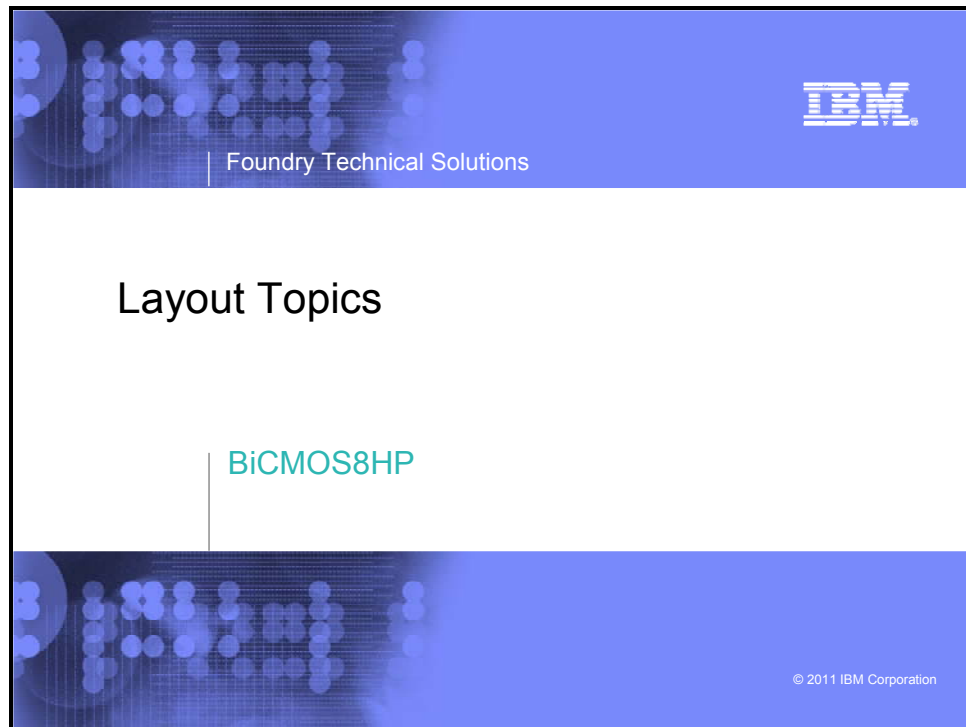 IBM®
Foundry Technical Solutions
Layout Topics
BiCMOS8HP
© 2011 IBM Corporation